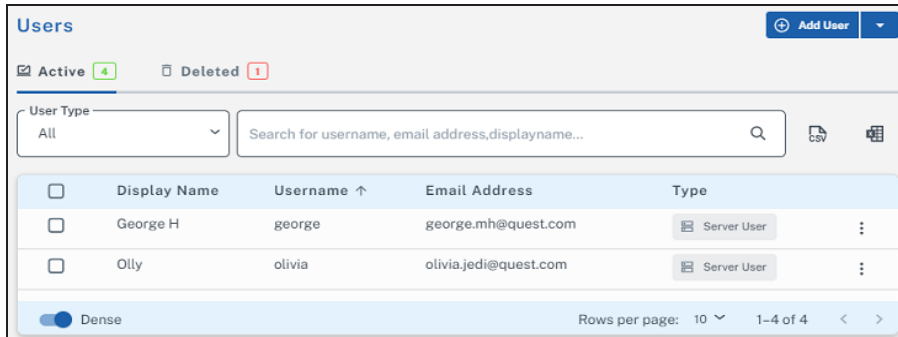 Users
Add User
Active 4 Deleted 1
User Type
All
Search for username, email address,displayname...
CSV
Display Name Username ↑ Email Address Type
George H george george.mh@quest.com Server User
Olly olivia olivia.jedi@quest.com Server User
Dense Rows per page: 10 1–4 of 4